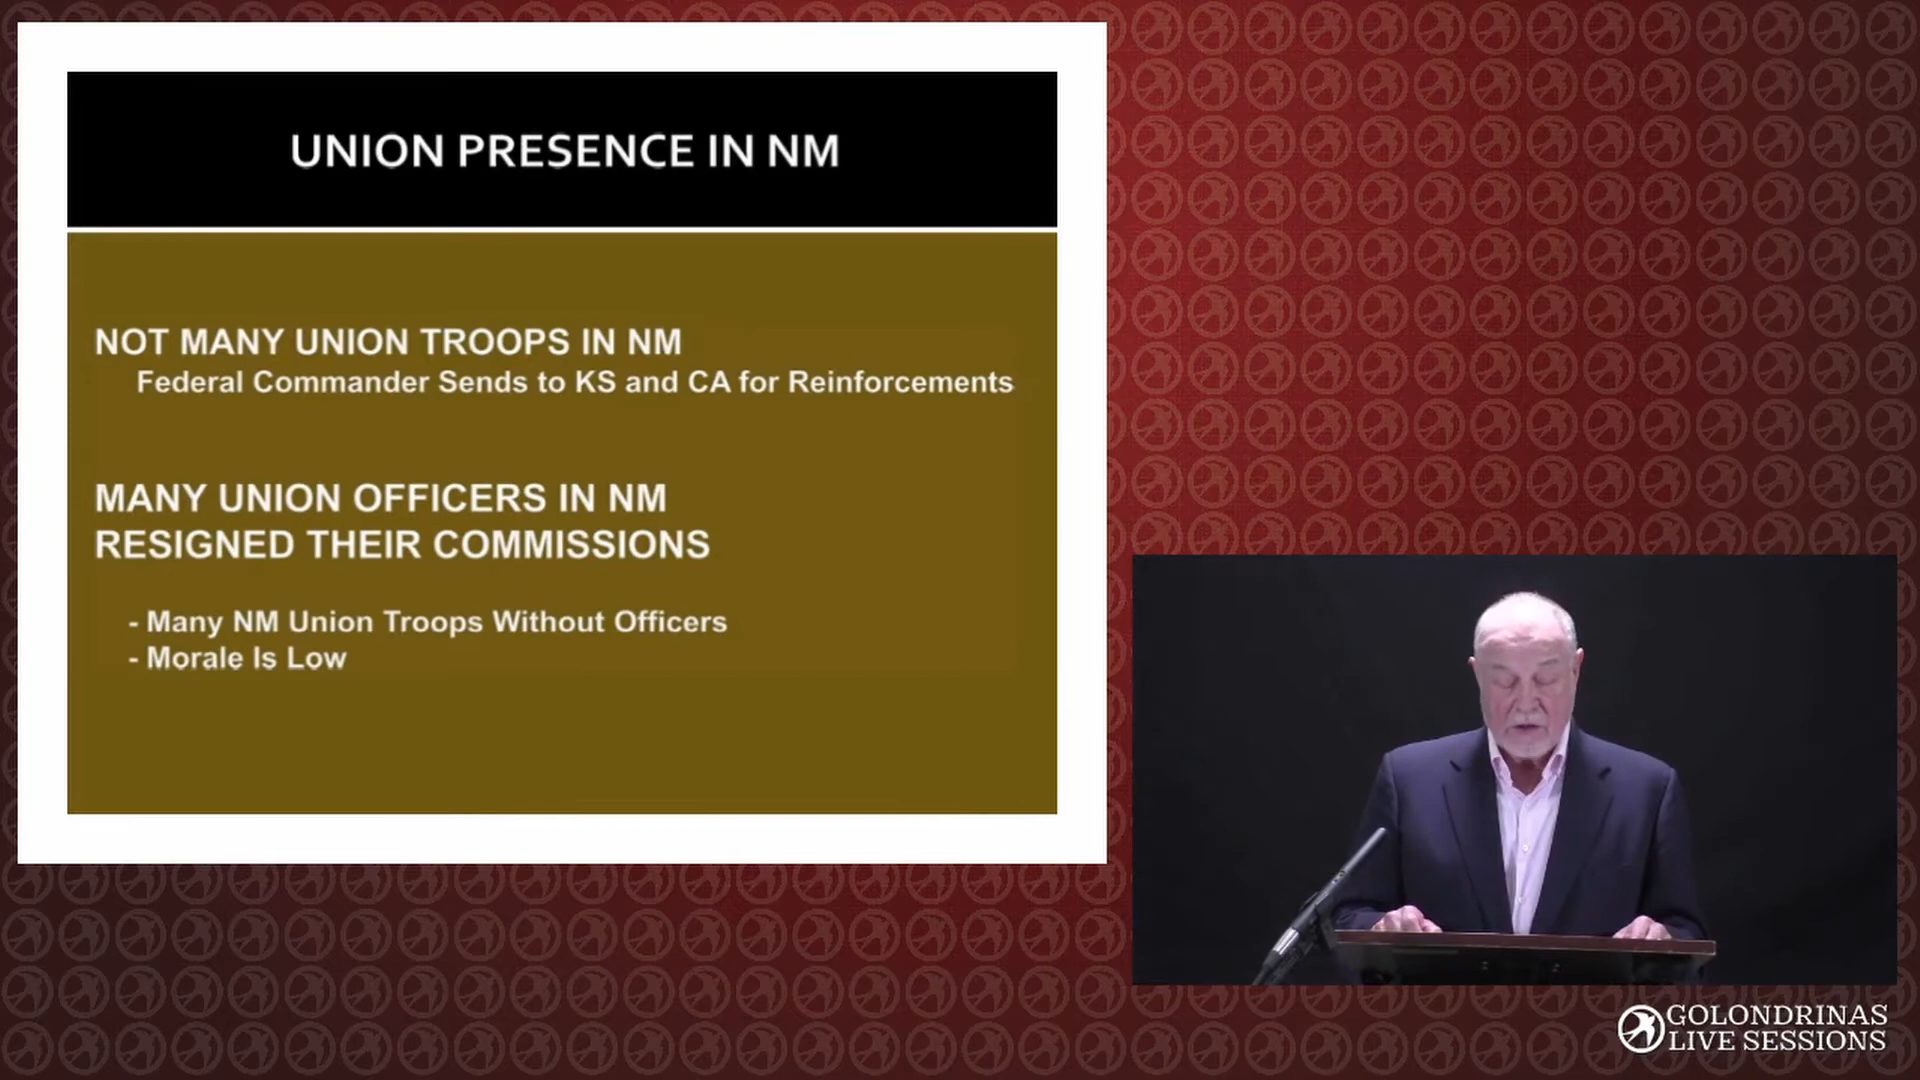 UNION PRESENCE IN NM
NOT MANY UNION TROOPS IN NM
Federal Commander Sends to KS and CA for Reinforcements
MANY UNION OFFICERS IN NM
RESIGNED THEIR COMMISSIONS
- Many NM Union Troops Without Officers
- Morale Is Low
GOLONDRINAS
LIVE SESSIONS